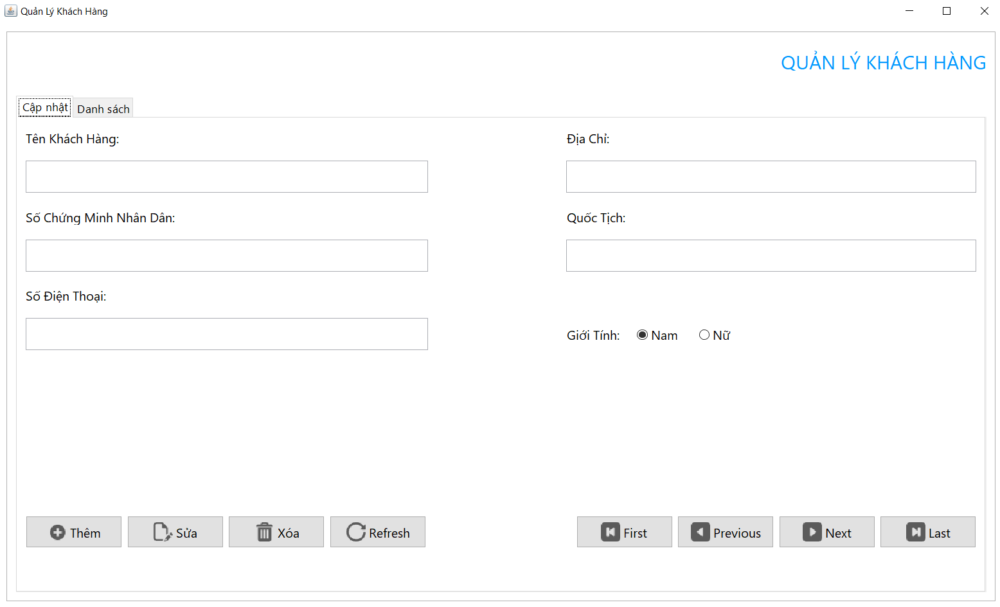 Quản Lý Khách Hàng
QUẢN LÝ KHÁCH HÀNG
Cập nhật
Danh sách
Tên Khách Hàng:
Địa Chỉ:
Số Chứng Minh Nhân Dân:
Quốc Tịch:
Số Điện Thoại:
Giới Tính: Nam Nữ
Thêm Sửa Xóa Refresh First Previous Next Last